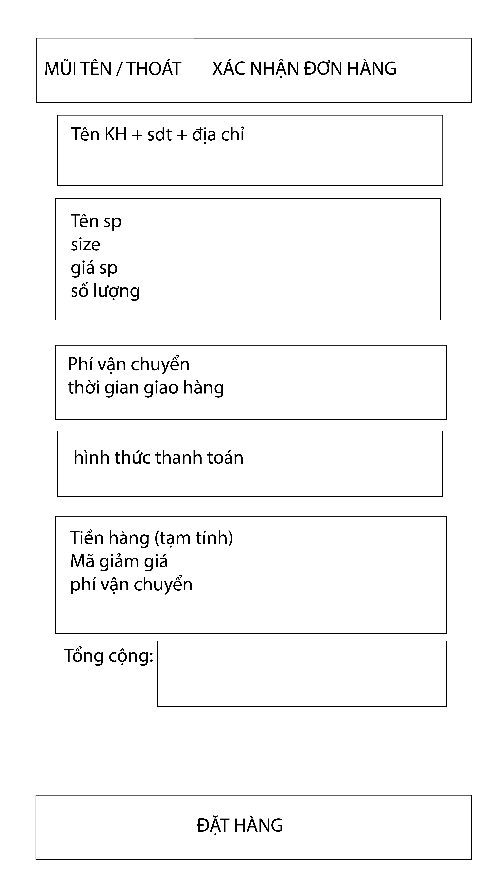 MŨI TÊN / THOÁT XÁC NHẬN ĐƠN HÀNG
Tên KH + sdt + địa chỉ
Tên sp
size
giá sp
số lượng
Phí vận chuyển
thời gian giao hàng
hình thức thanh toán
Tiền hàng (tạm tính)
Mã giảm giá
phí vận chuyển
Tổng cộng:
ĐẶT HÀNG